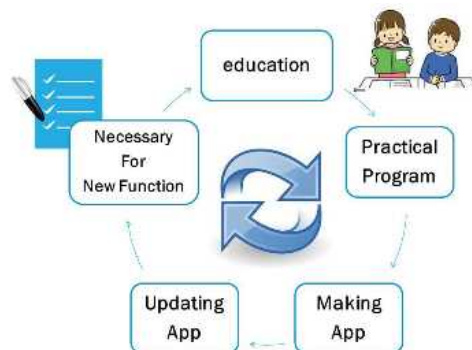 education
Practical
Program
Making
App
Updating
App
Necessary
For
New Function